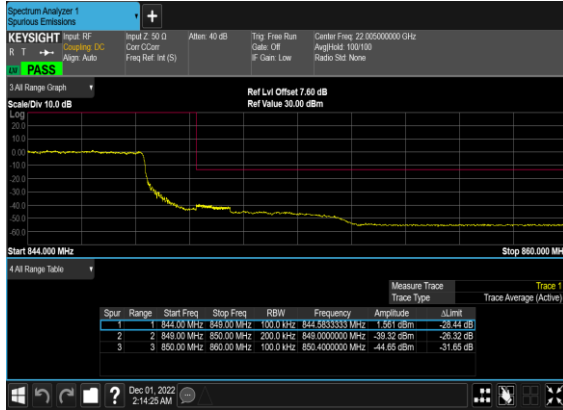 Spectrum Analyzer 1
Spurious Emissions
+
KEYSIGHT
R T
PASS
Input: RF
Coupling: DC
Align: Auto
Input Z: 50 Ω
Corr CCorr
Freq Ref: Int (S)
Atten: 40 dB
Trig: Free Run
Gate: Off
IF Gain: Low
Center Freq: 22.005000000 GHz
Avg|Hold: 100/100
Radio Std: None
3 All Range Graph
Scale/Div 10.0 dB
Ref Lvl Offset 7.60 dB
Ref Value 30.00 dBm
Log
20.0
10.0
0.00
-10.0
-20.0
-30.0
-40.0
-50.0
-60.0
Start 844.000 MHz
Stop 860.000 MH
4 All Range Table
Measure Trace Trace 1
Trace Type Trace Average (Active)
Spur Range Start Freq Stop Freq RBW Frequency Amplitude ΔLimit
1 1 844.00 MHz 849.00 MHz 100.0 kHz 844.5833333 MHz 1.561 dBm -28.44 dB
2 2 849.00 MHz 850.00 MHz 200.0 kHz 849.0000000 MHz -39.32 dBm -26.32 dB
3 3 850.00 MHz 860.00 MHz 100.0 kHz 850.4000000 MHz -44.65 dBm -31.65 dB
?
Dec 01, 2022
2:14:25 AM